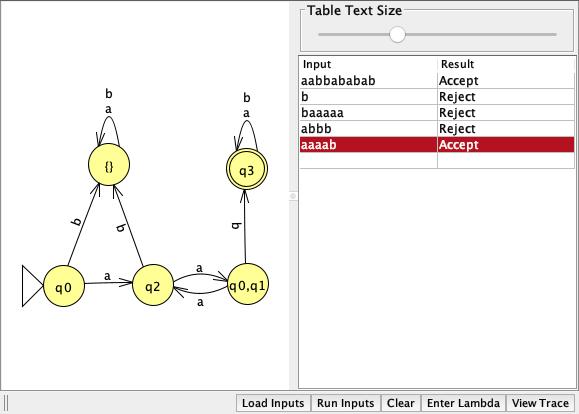 Table Text Size
Input Result
aabbababab Accept
b Reject
baaaaa Reject
abbb Reject
aaaab Accept
b
a
b
a
{}
q3
b
b
b
a
a
q0
q2
q0,q1
a
Load Inputs Run Inputs Clear Enter Lambda View Trace